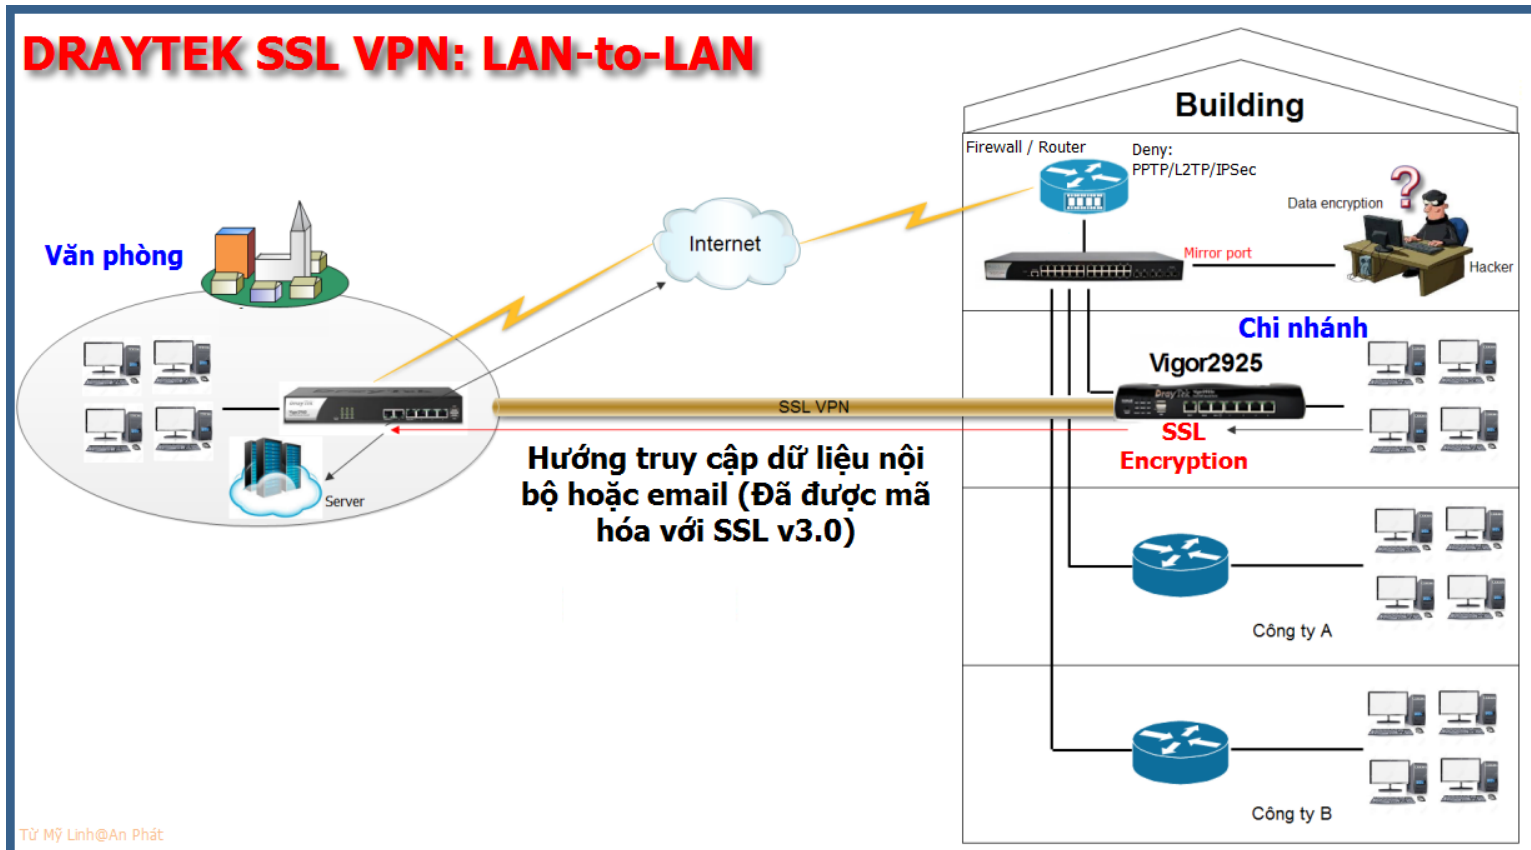 DRAYTEK SSL VPN: LAN-to-LAN
Building
Firewall / Router
Deny:
PPTP/L2TP/IPSec
Data encryption
Internet
Văn phòng
Mirror port
Hacker
Chi nhánh
Vigor2925
DrayTek
DrayTek
SSL VPN
SSL
Encryption
Hướng truy cập dữ liệu nội
bộ hoặc email (Đã được mã
hóa với SSL v3.0)
Server
Công ty A
Công ty B
Từ Mỹ Linh@An Phát